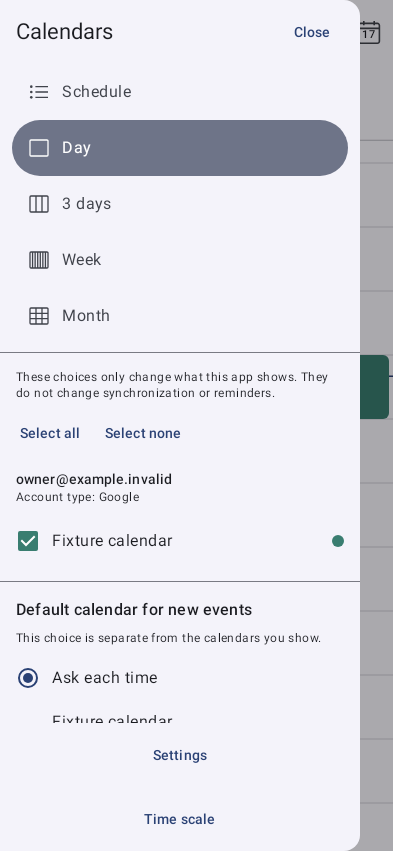 Calendars
Close
17
Schedule
Day
3 days
Week
Month
These choices only change what this app shows. They
do not change synchronization or reminders.
Select all
Select none
owner@example.invalid
Account type: Google
Fixture calendar
Default calendar for new events
This choice is separate from the calendars you show.
Ask each time
Fixture calendar
Settings
Time scale